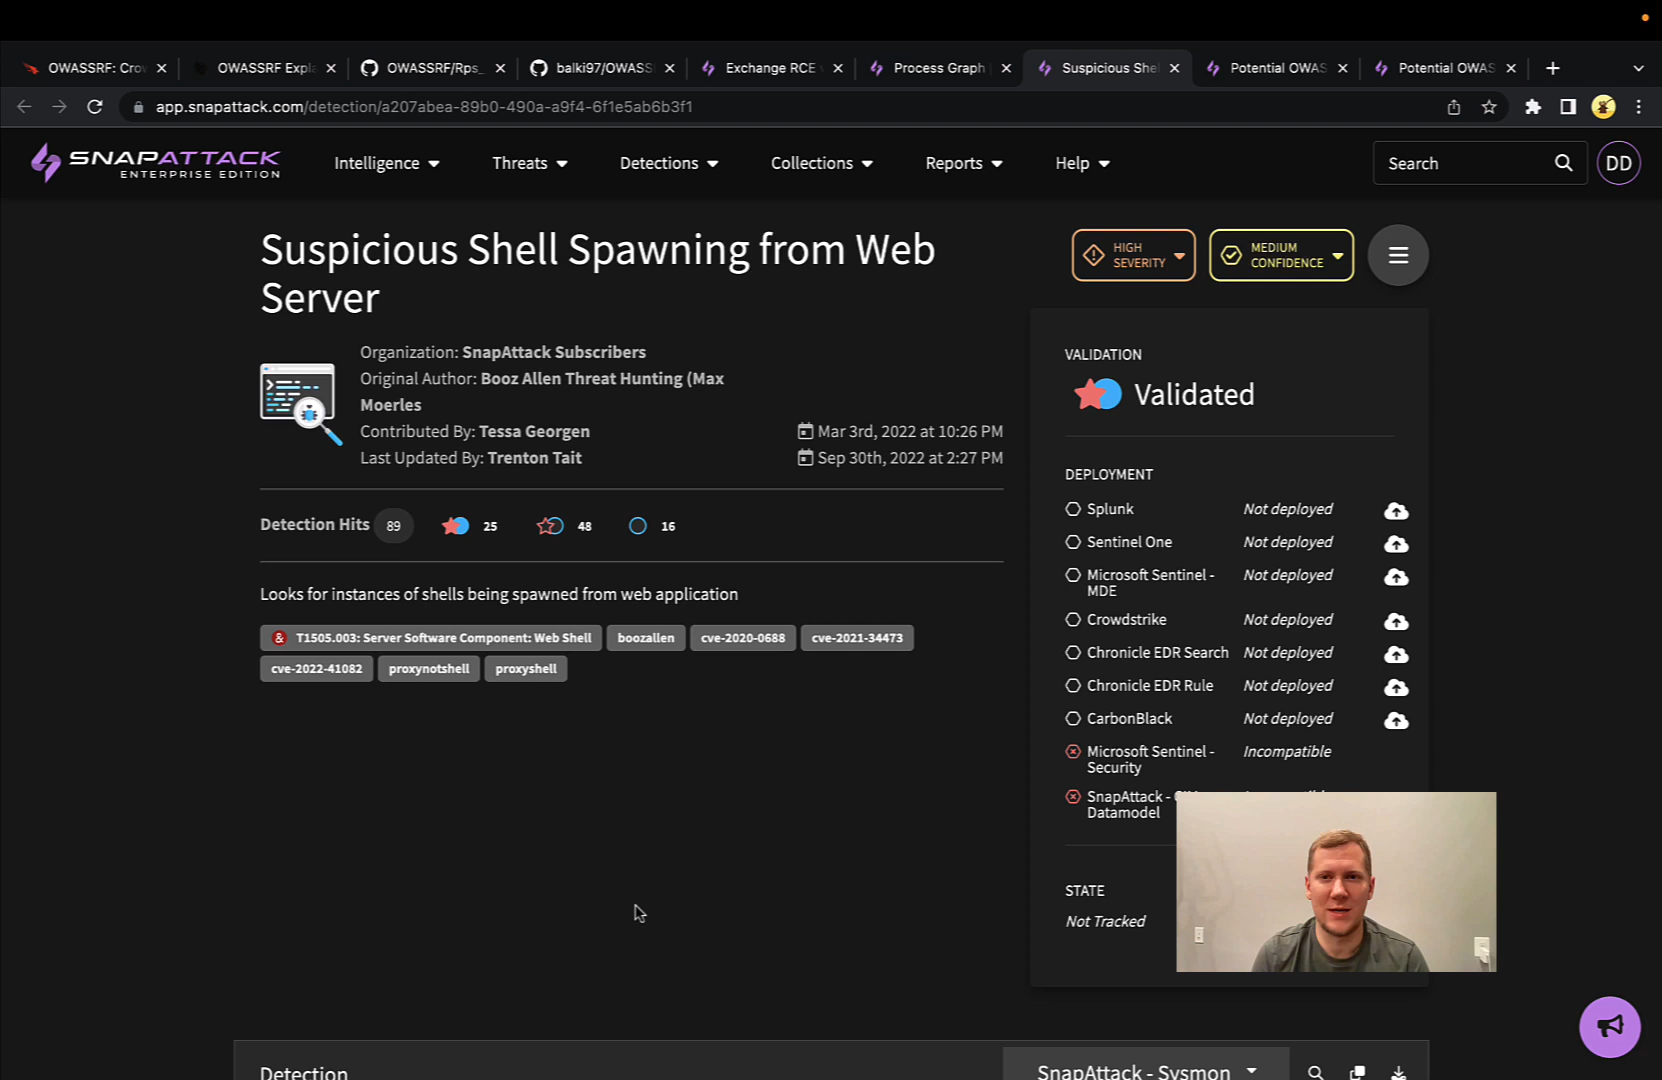 OWASSRF: Crow
OWASSRF Expl
OWASSRF/Rps_
balki97/OWASS
Exchange RCE
Process Graph
Suspicious She
Potential OWAS
Potential OWAS
app.snapattack.com/detection/a207abea-89b0-490a-a9f4-6f1e5ab6b3f1
SNAPATTACK
ENTERPRISE EDITION
Intelligence
Threats
Detections
Collections
Reports
Help
Search
DD
Suspicious Shell Spawning from Web
Server
HIGH
SEVERITY
MEDIUM
CONFIDENCE
Organization: SnapAttack Subscribers
Original Author: Booz Allen Threat Hunting (Max
Moerles
Contributed By: Tessa Georgen
Mar 3rd, 2022 at 10:26 PM
Last Updated By: Trenton Tait
Sep 30th, 2022 at 2:27 PM
Detection Hits 89 25 48 16
Looks for instances of shells being spawned from web application
& T1505.003: Server Software Component: Web Shell
boozallen
cve-2020-0688
cve-2021-34473
cve-2022-41082
proxynotshell
proxyshell
VALIDATION
Validated
DEPLOYMENT
Splunk Not deployed
Sentinel One Not deployed
Microsoft Sentinel - Not deployed
MDE
Crowdstrike Not deployed
Chronicle EDR Search Not deployed
Chronicle EDR Rule Not deployed
CarbonBlack Not deployed
Microsoft Sentinel - Incompatible
Security
SnapAttack -
Datamodel
STATE
Not Tracked
Detection
SnapAttack - Sysmon